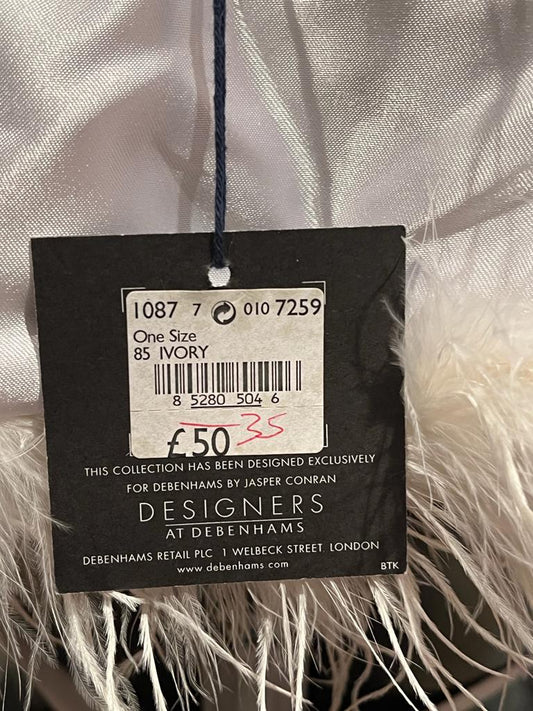 1087 7 010 7259
One Size
85 IVORY
8 5280 504 6
£50 35
THIS COLLECTION HAS BEEN DESIGNED EXCLUSIVELY
FOR DEBENHAMS BY JASPER CONRAN
DESIGNERS
AT DEBENHAMS
DEBENHAMS RETAIL PLC 1 WELBECK STREET. LONDON
www.debenhams.com
BTK